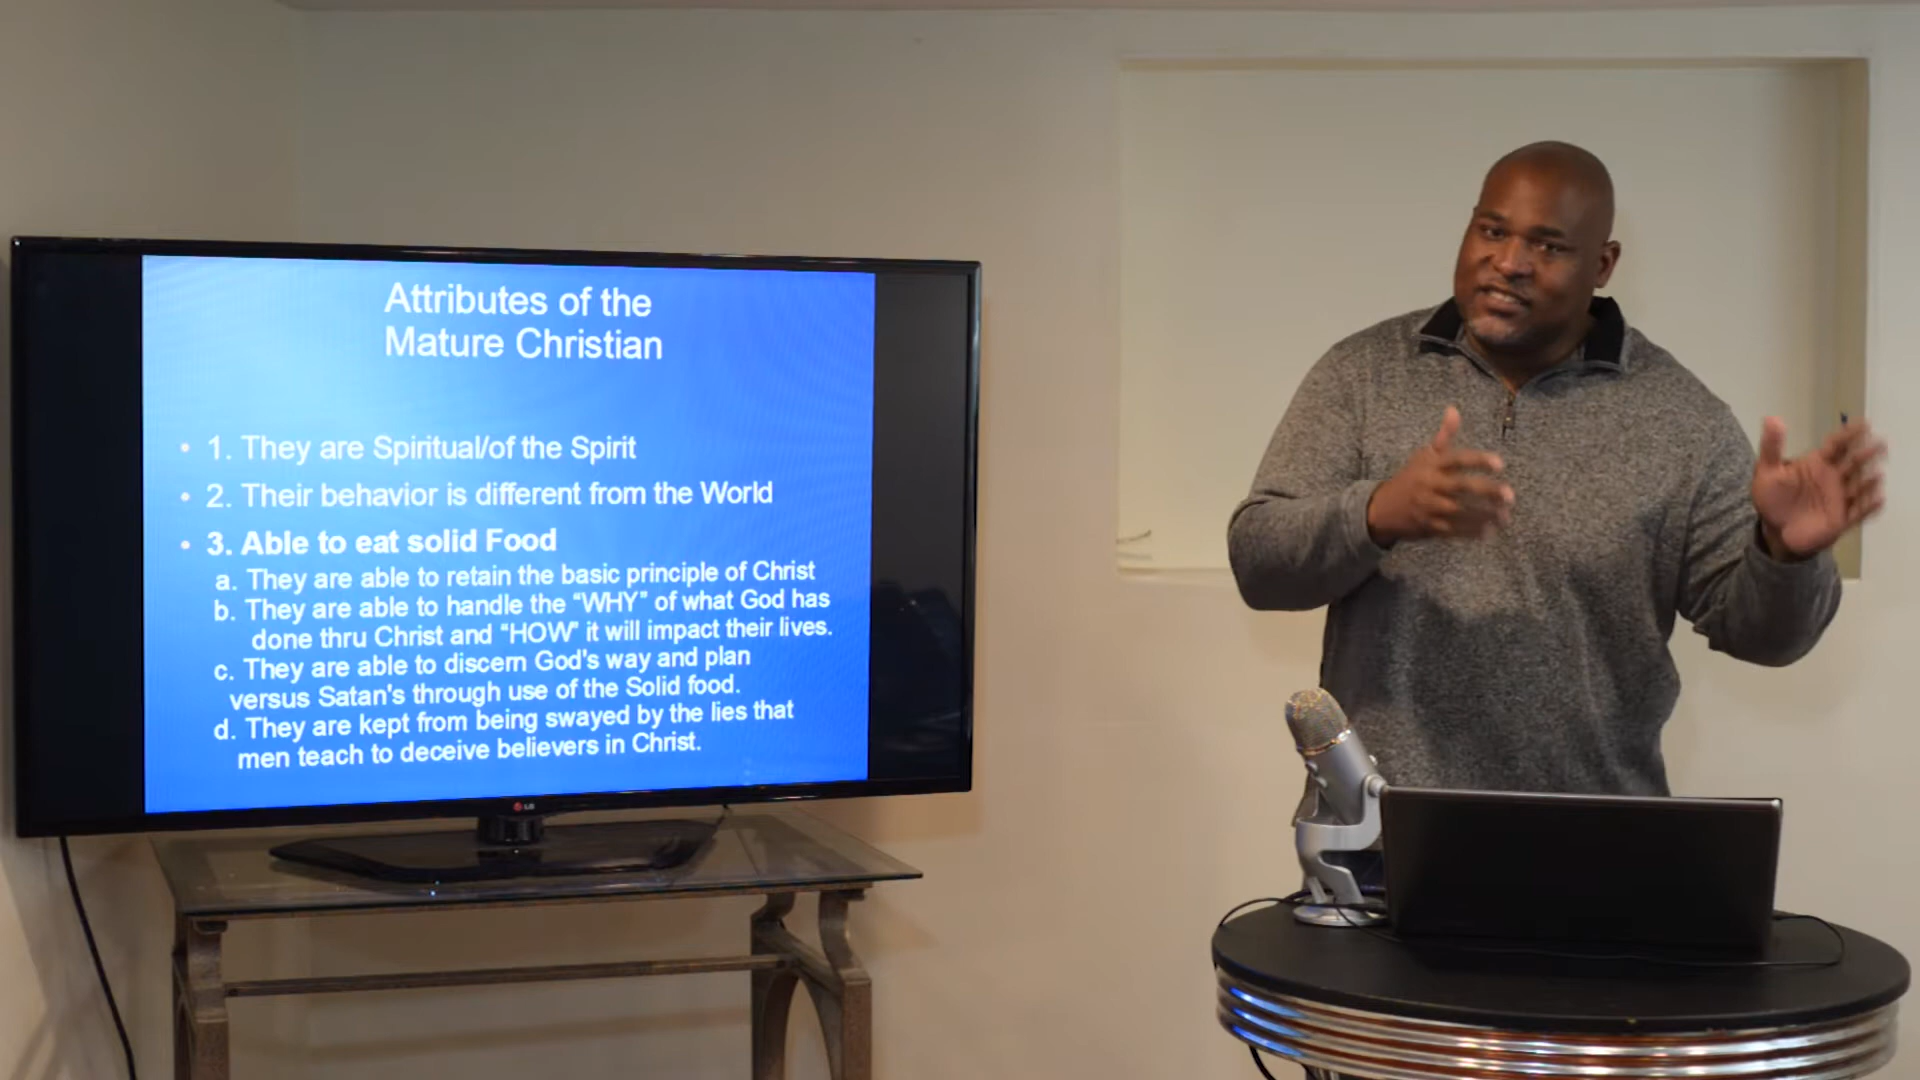 Attributes of the
Mature Christian
• 1. They are Spiritual/of the Spirit
• 2. Their behavior is different from the World
• 3. Able to eat solid Food
a. They are able to retain the basic principle of Christ
b. They are able to handle the “WHY” of what God has
done thru Christ and “HOW” it will impact their lives.
c. They are able to discern God's way and plan
versus Satan's through use of the Solid food.
d. They are kept from being swayed by the lies that
men teach to deceive believers in Christ.
LG